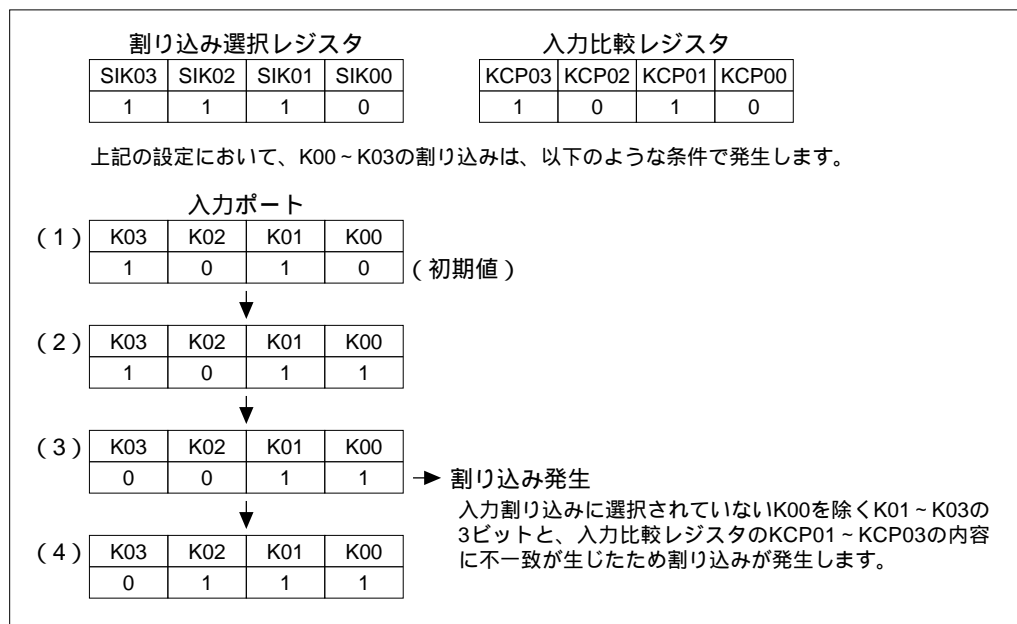 割り込み選択レジスタ 入力比較レジスタ
SIK03 SIK02 SIK01 SIK00 KCP03 KCP02 KCP01 KCP00
1 1 1 0 1 0 1 0
上記の設定において、K00~K03の割り込みは、以下のような条件で発生します。
入力ポート
(1) K03 K02 K01 K00
1 0 1 0 (初期値)
(2) K03 K02 K01 K00
1 0 1 1
(3) K03 K02 K01 K00
0 0 1 1 割り込み発生
入力割り込みに選択されていないK00を除くK01~K03の
3ビットと、入力比較レジスタのKCP01~KCP03の内容
に不一致が生じたため割り込みが発生します。
(4) K03 K02 K01 K00
0 1 1 1